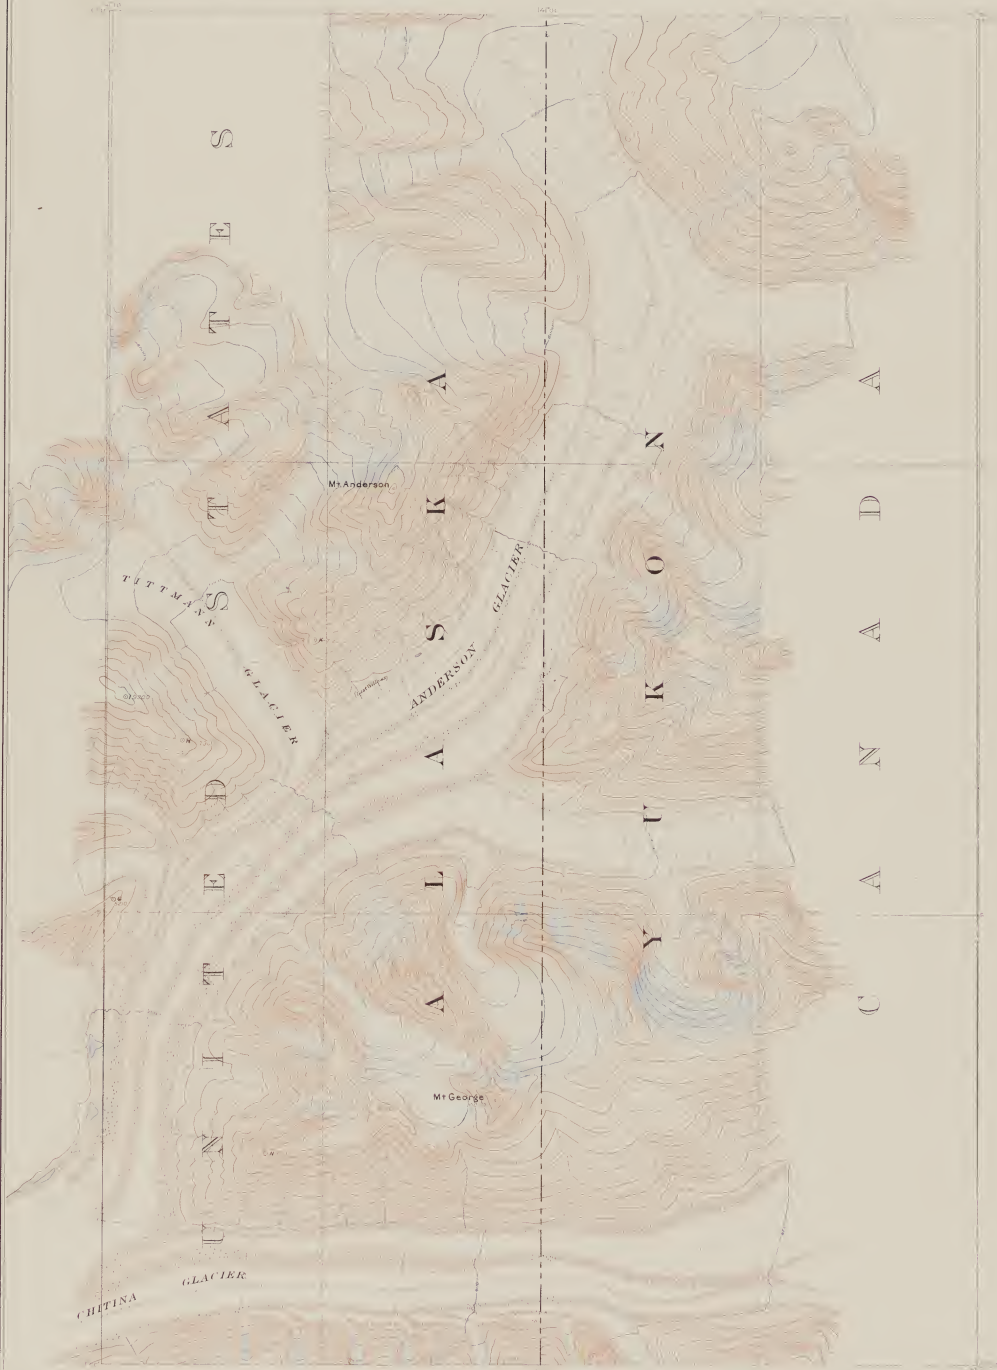 UNITED STATES
ALASKA
YUKON
CANADA
Mt. Anderson
TITTMANN
GLACIER
ANDERSON
GLACIER
Mt George
CHITINA
GLACIER